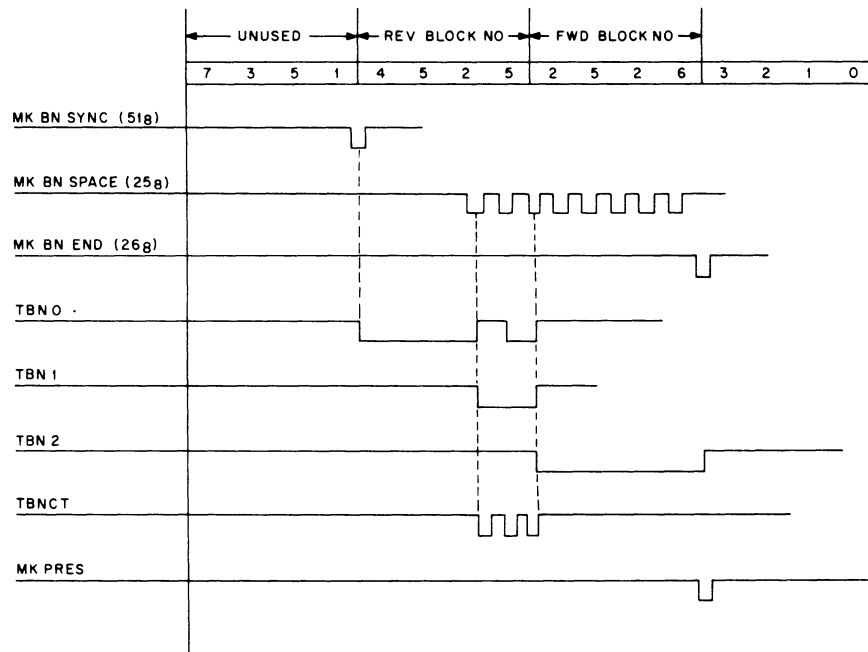 UNUSED REV BLOCK NO FWD BLOCK NO
7 3 5 1 4 5 2 5 2 5 2 6 3 2 1 0
MK BN SYNC (518)
MK BN SPACE (258)
MK BN END (268)
TBN 0
TBN 1
TBN 2
TBNCT
MK PRES